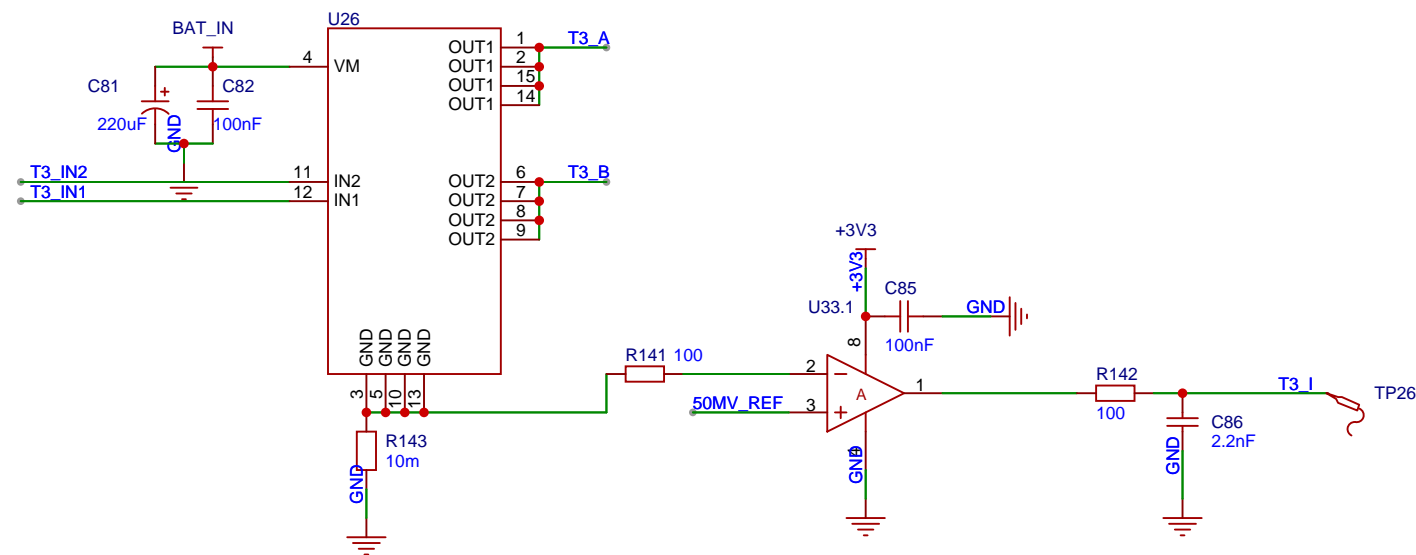 U26
BAT_IN
4
VM
C81
+
C82
220uF
GND
100nF
OUT1
1
T3_A
OUT1
2
OUT1
15
OUT1
14
T3_IN2
11
IN2
T3_IN1
12
IN1
OUT2
6
T3_B
OUT2
7
OUT2
8
OUT2
9
GND
GND
GND
GND
3
5
10
13
R143
10m
GND
R141 100
50MV_REF
+3V3
+3V3
C85
GND
U33.1
100nF
8
2
−
3
+
A
1
4
GND
R142
100
T3_I
TP26
C86
2.2nF
GND